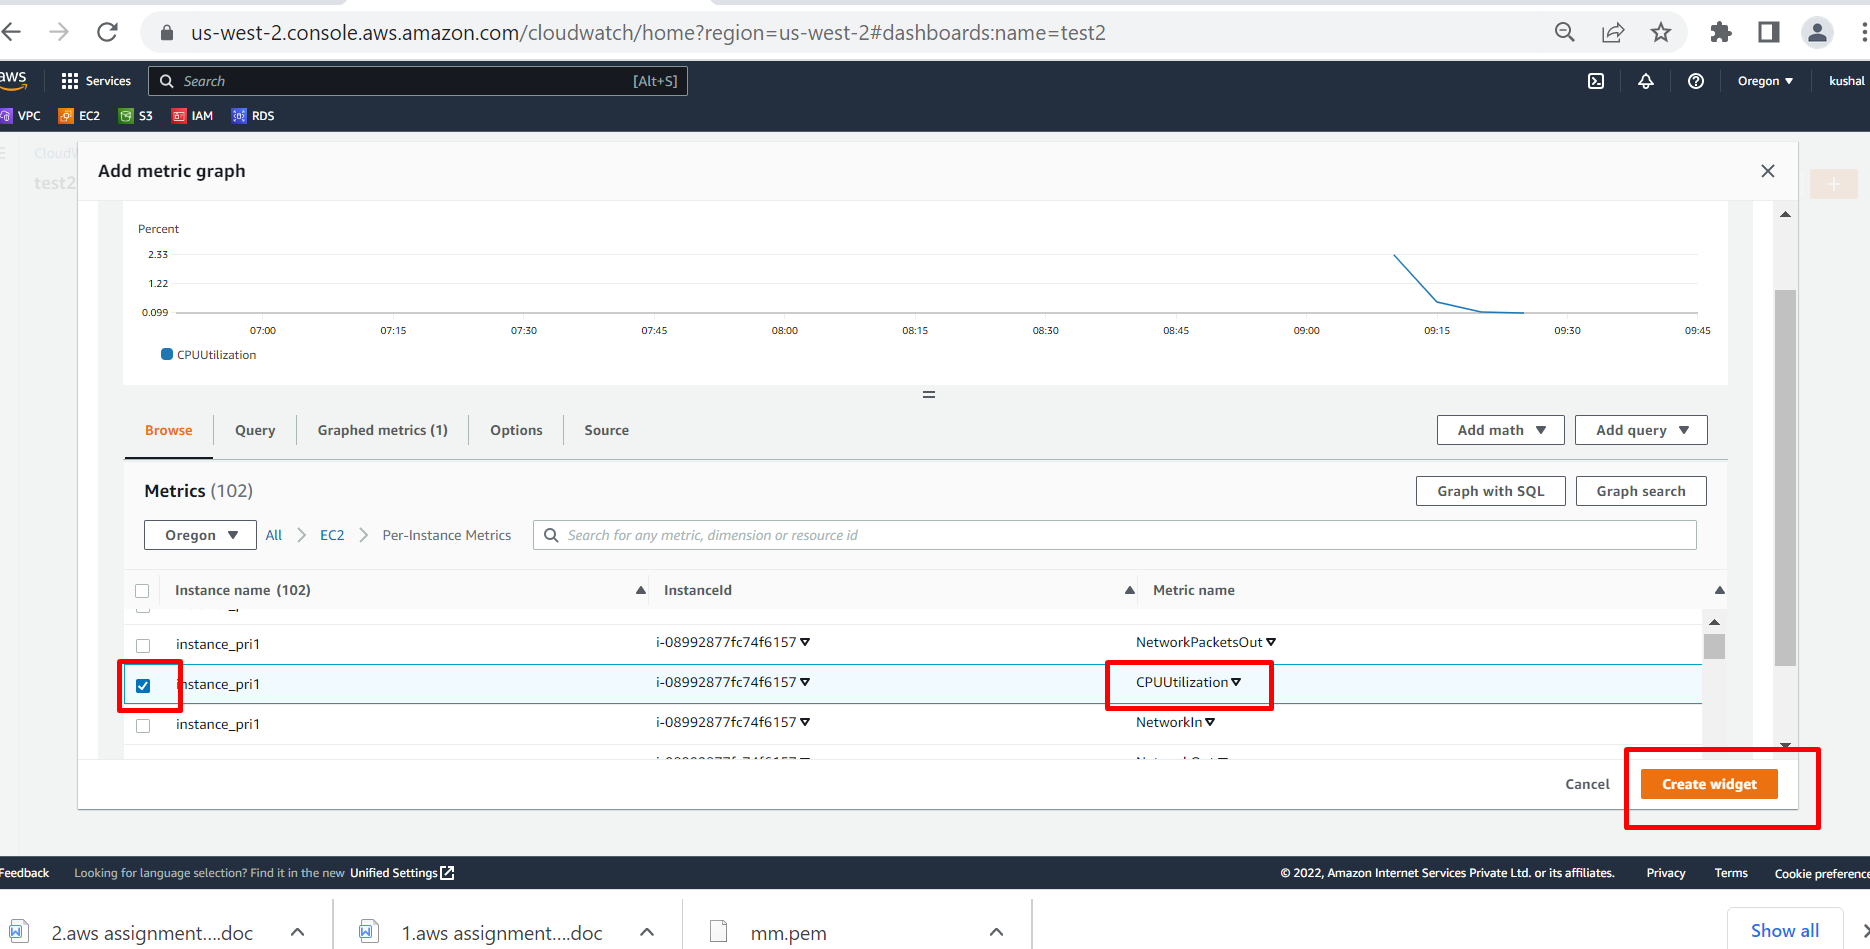 us-west-2.console.aws.amazon.com/cloudwatch/home?region=us-west-2#dashboards:name=test2
aws Services Search [Alt+S] Oregon kushal
VPC EC2 S3 IAM RDS
CloudW
test2
Add metric graph
Percent
2.33
1.22
0.099
07:00 07:15 07:30 07:45 08:00 08:15 08:30 08:45 09:00 09:15 09:30 09:45
CPUUtilization
Browse Query Graphed metrics (1) Options Source Add math Add query
Metrics (102) Graph with SQL Graph search
Oregon All EC2 Per-Instance Metrics Search for any metric, dimension or resource id
Instance name (102) InstanceId Metric name
instance_pri1 i-08992877fc74f6157 NetworkPacketsOut
instance_pri1 i-08992877fc74f6157 CPUUtilization
instance_pri1 i-08992877fc74f6157 NetworkIn
Cancel Create widget
Feedback Looking for language selection? Find it in the new Unified Settings © 2022, Amazon Internet Services Private Ltd. or its affiliates. Privacy Terms Cookie preference
2.aws assignment....doc 1.aws assignment....doc mm.pem Show all